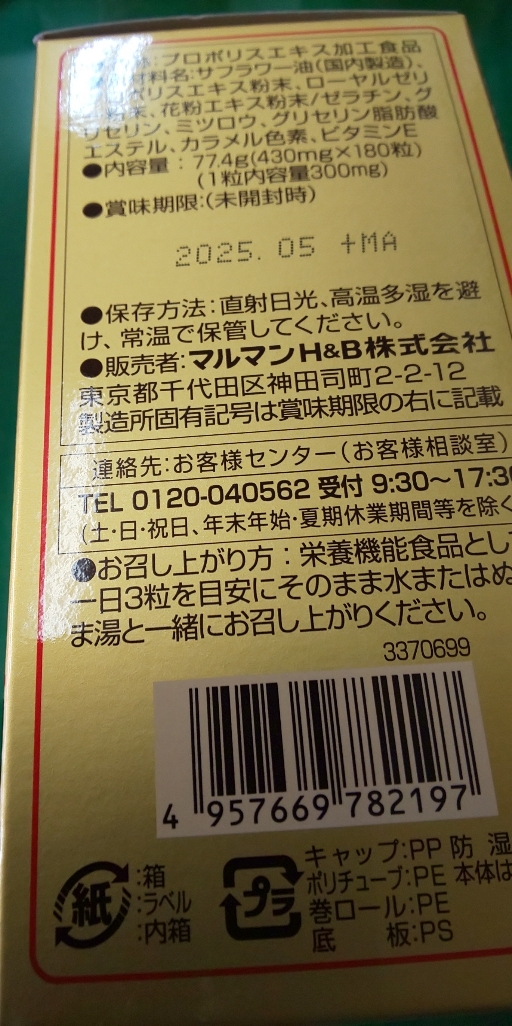 :プロポリスエキス加工食品
材料名:サフラワー油(国内製造)、
ポリスエキス粉末、ローヤルゼリ
末、花粉エキス粉末/ゼラチン、グ
リセリン、ミツロウ、グリセリン脂肪酸
エステル、カラメル色素、ビタミンE
●内容量:77.4g(430mg×180粒)
(1粒内容量300mg)
●賞味期限:(未開封時)
2025.05 +MA
●保存方法:直射日光、高温多湿を避
け、常温で保管してください。
●販売者:マルマンH&B株式会社
東京都千代田区神田司町2-2-12
製造所固有記号は賞味期限の右に記載
連絡先:お客様センター(お客様相談室)
TEL 0120-040562 受付 9:30~17:30
(土・日・祝日、年末年始・夏期休業期間等を除く
●お召し上がり方:栄養機能食品として
一日3粒を目安にそのまま水またはぬ
ま湯と一緒にお召し上がりください。
3370699
4 957669 782197
紙
:箱
:ラベル
:内箱
プラ
キャップ:PP 防 湿
ポリチューブ:PE 本体は
巻ロール:PE
底 板:PS